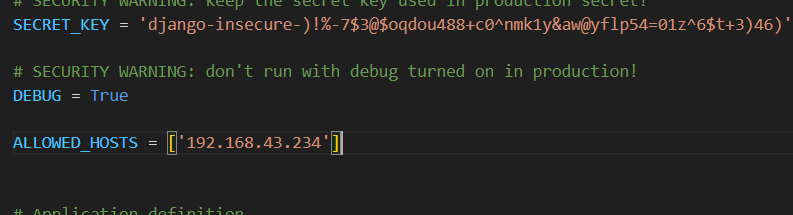 # SECURITY WARNING: keep the secret key used in production secret!
SECRET_KEY = 'django-insecure-)!%-7$3@$oqdou488+c0^nmk1y&aw@yflp54=01z^6$t+3)46)'
# SECURITY WARNING: don't run with debug turned on in production!
DEBUG = True
ALLOWED_HOSTS = ['192.168.43.234']
# Application definition